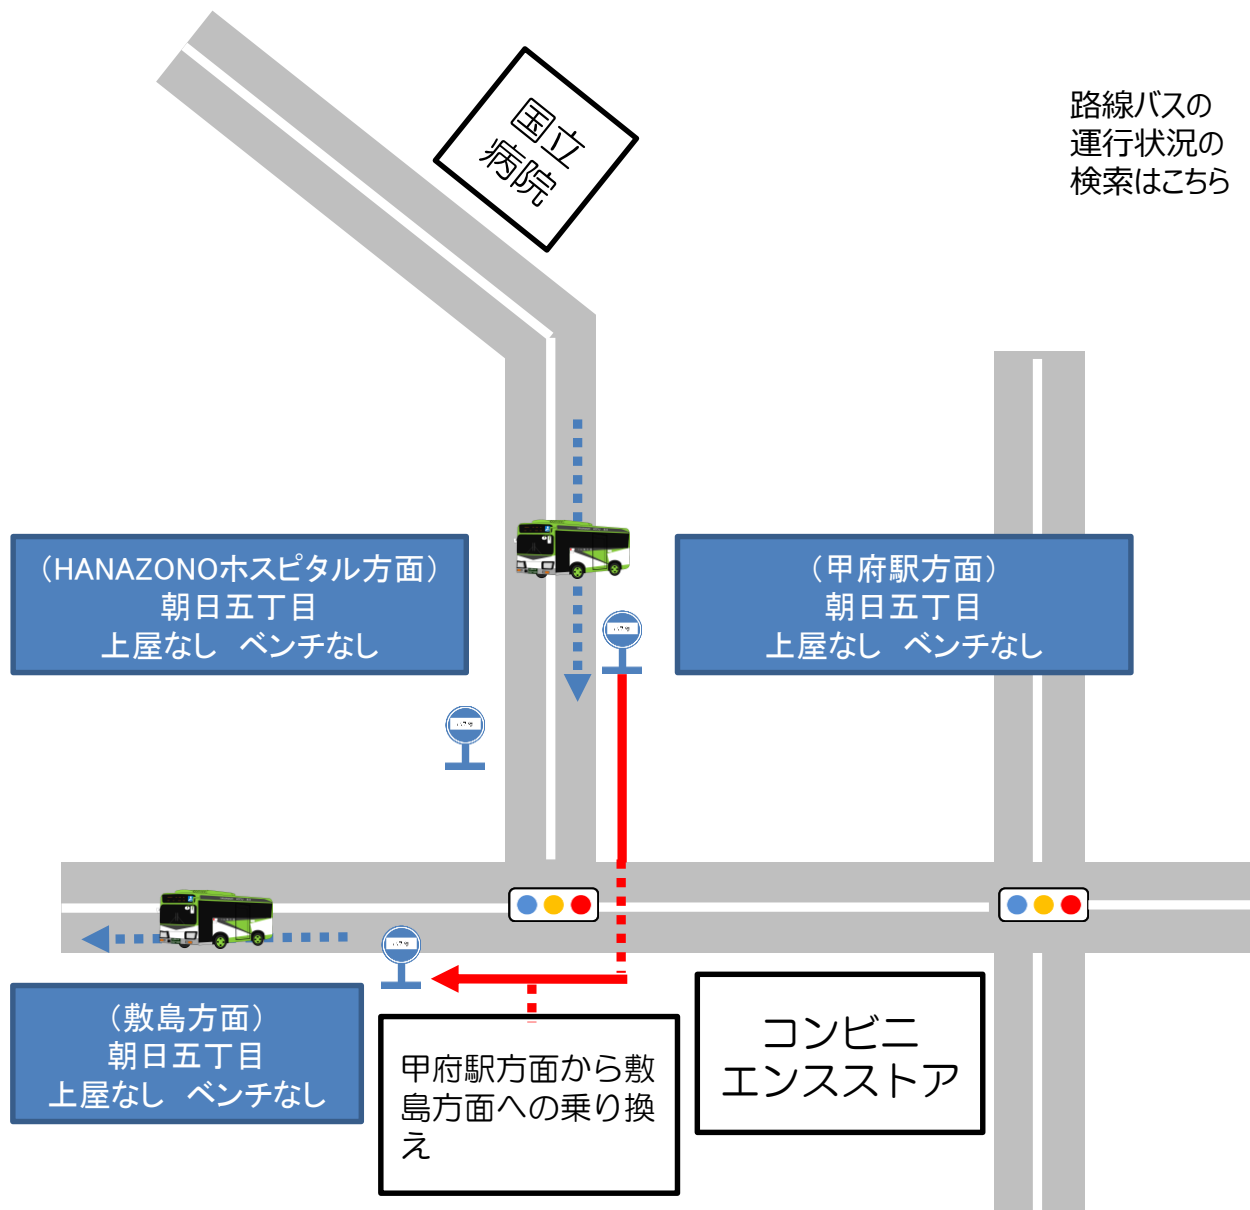 国立
病院
路線バスの
運行状況の
検索はこちら
（HANAZONOホスピタル方面）
朝日五丁目
上屋なし　ベンチなし
（甲府駅方面）
朝日五丁目
上屋なし　ベンチなし
（敷島方面）
朝日五丁目
上屋なし　ベンチなし
甲府駅方面から敷
島方面への乗り換
え
コンビニ
エンスストア